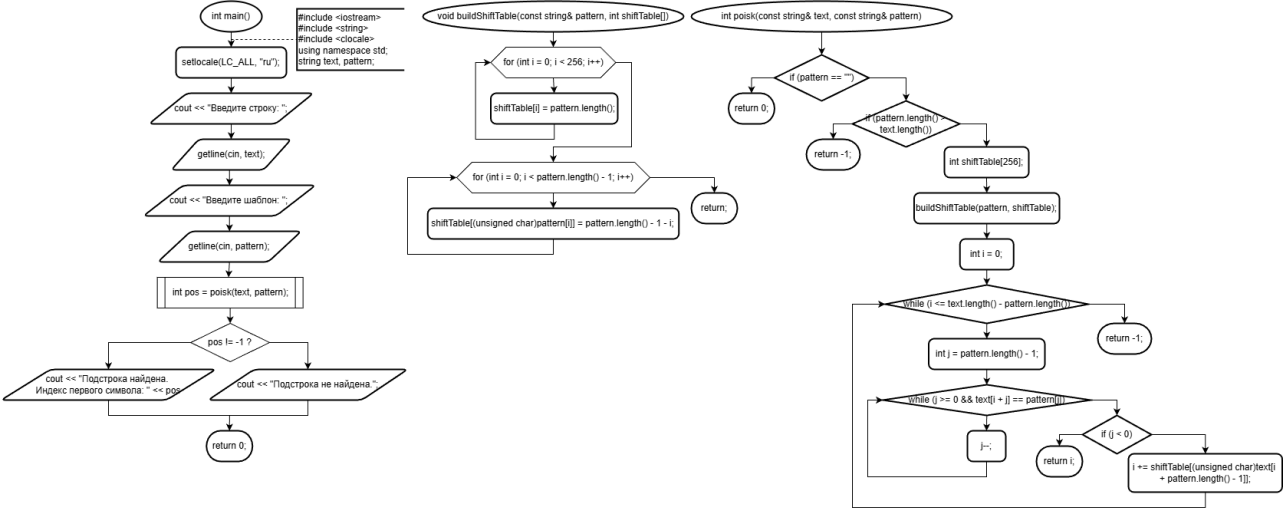 int main()
#include <iostream>
#include <string>
#include <clocale>
using namespace std;
string text, pattern;
setlocale(LC_ALL, "ru");
cout << "Введите строку: ";
getline(cin, text);
cout << "Введите шаблон: ";
getline(cin, pattern);
int pos = poisk(text, pattern);
pos != -1 ?
cout << "Подстрока найдена.
Индекс первого символа: " << pos
cout << "Подстрока не найдена.";
return 0;
void buildShiftTable(const string& pattern, int shiftTable[])
for (int i = 0; i < 256; i++)
shiftTable[i] = pattern.length();
for (int i = 0; i < pattern.length() - 1; i++)
return;
shiftTable[(unsigned char)pattern[i]] = pattern.length() - 1 - i;
int poisk(const string& text, const string& pattern)
if (pattern == "")
return 0;
if (pattern.length() >
text.length())
return -1;
int shiftTable[256];
buildShiftTable(pattern, shiftTable);
int i = 0;
while (i <= text.length() - pattern.length())
return -1;
int j = pattern.length() - 1;
while (j >= 0 && text[i + j] == pattern[j])
j--;
if (j < 0)
return i;
i += shiftTable[(unsigned char)text[i
+ pattern.length() - 1]];